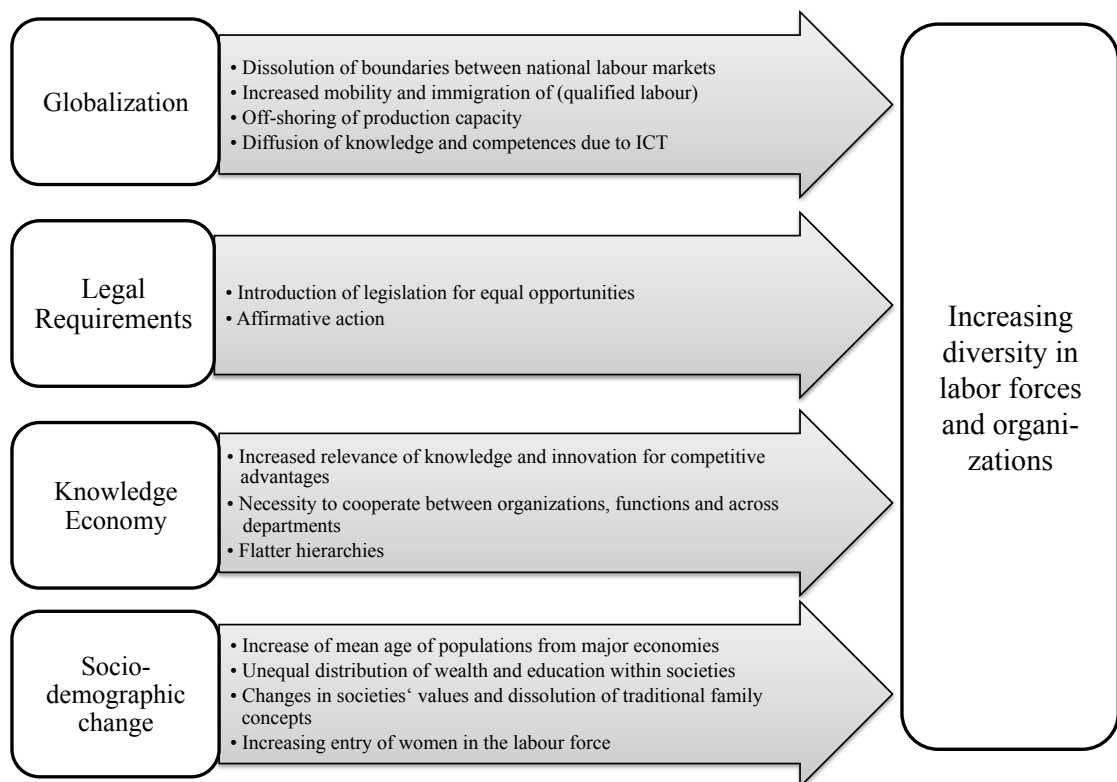 Globalization
• Dissolution of boundaries between national labour markets
• Increased mobility and immigration of (qualified labour)
• Off-shoring of production capacity
• Diffusion of knowledge and competences due to ICT
Legal
Requirements
• Introduction of legislation for equal opportunities
• Affirmative action
Knowledge
Economy
• Increased relevance of knowledge and innovation for competitive
advantages
• Necessity to cooperate between organizations, functions and across
departments
• Flatter hierarchies
Socio-
demographic
change
• Increase of mean age of populations from major economies
• Unequal distribution of wealth and education within societies
• Changes in societies‘ values and dissolution of traditional family
concepts
• Increasing entry of women in the labour force
Increasing
diversity in
labor forces
and organi-
zations